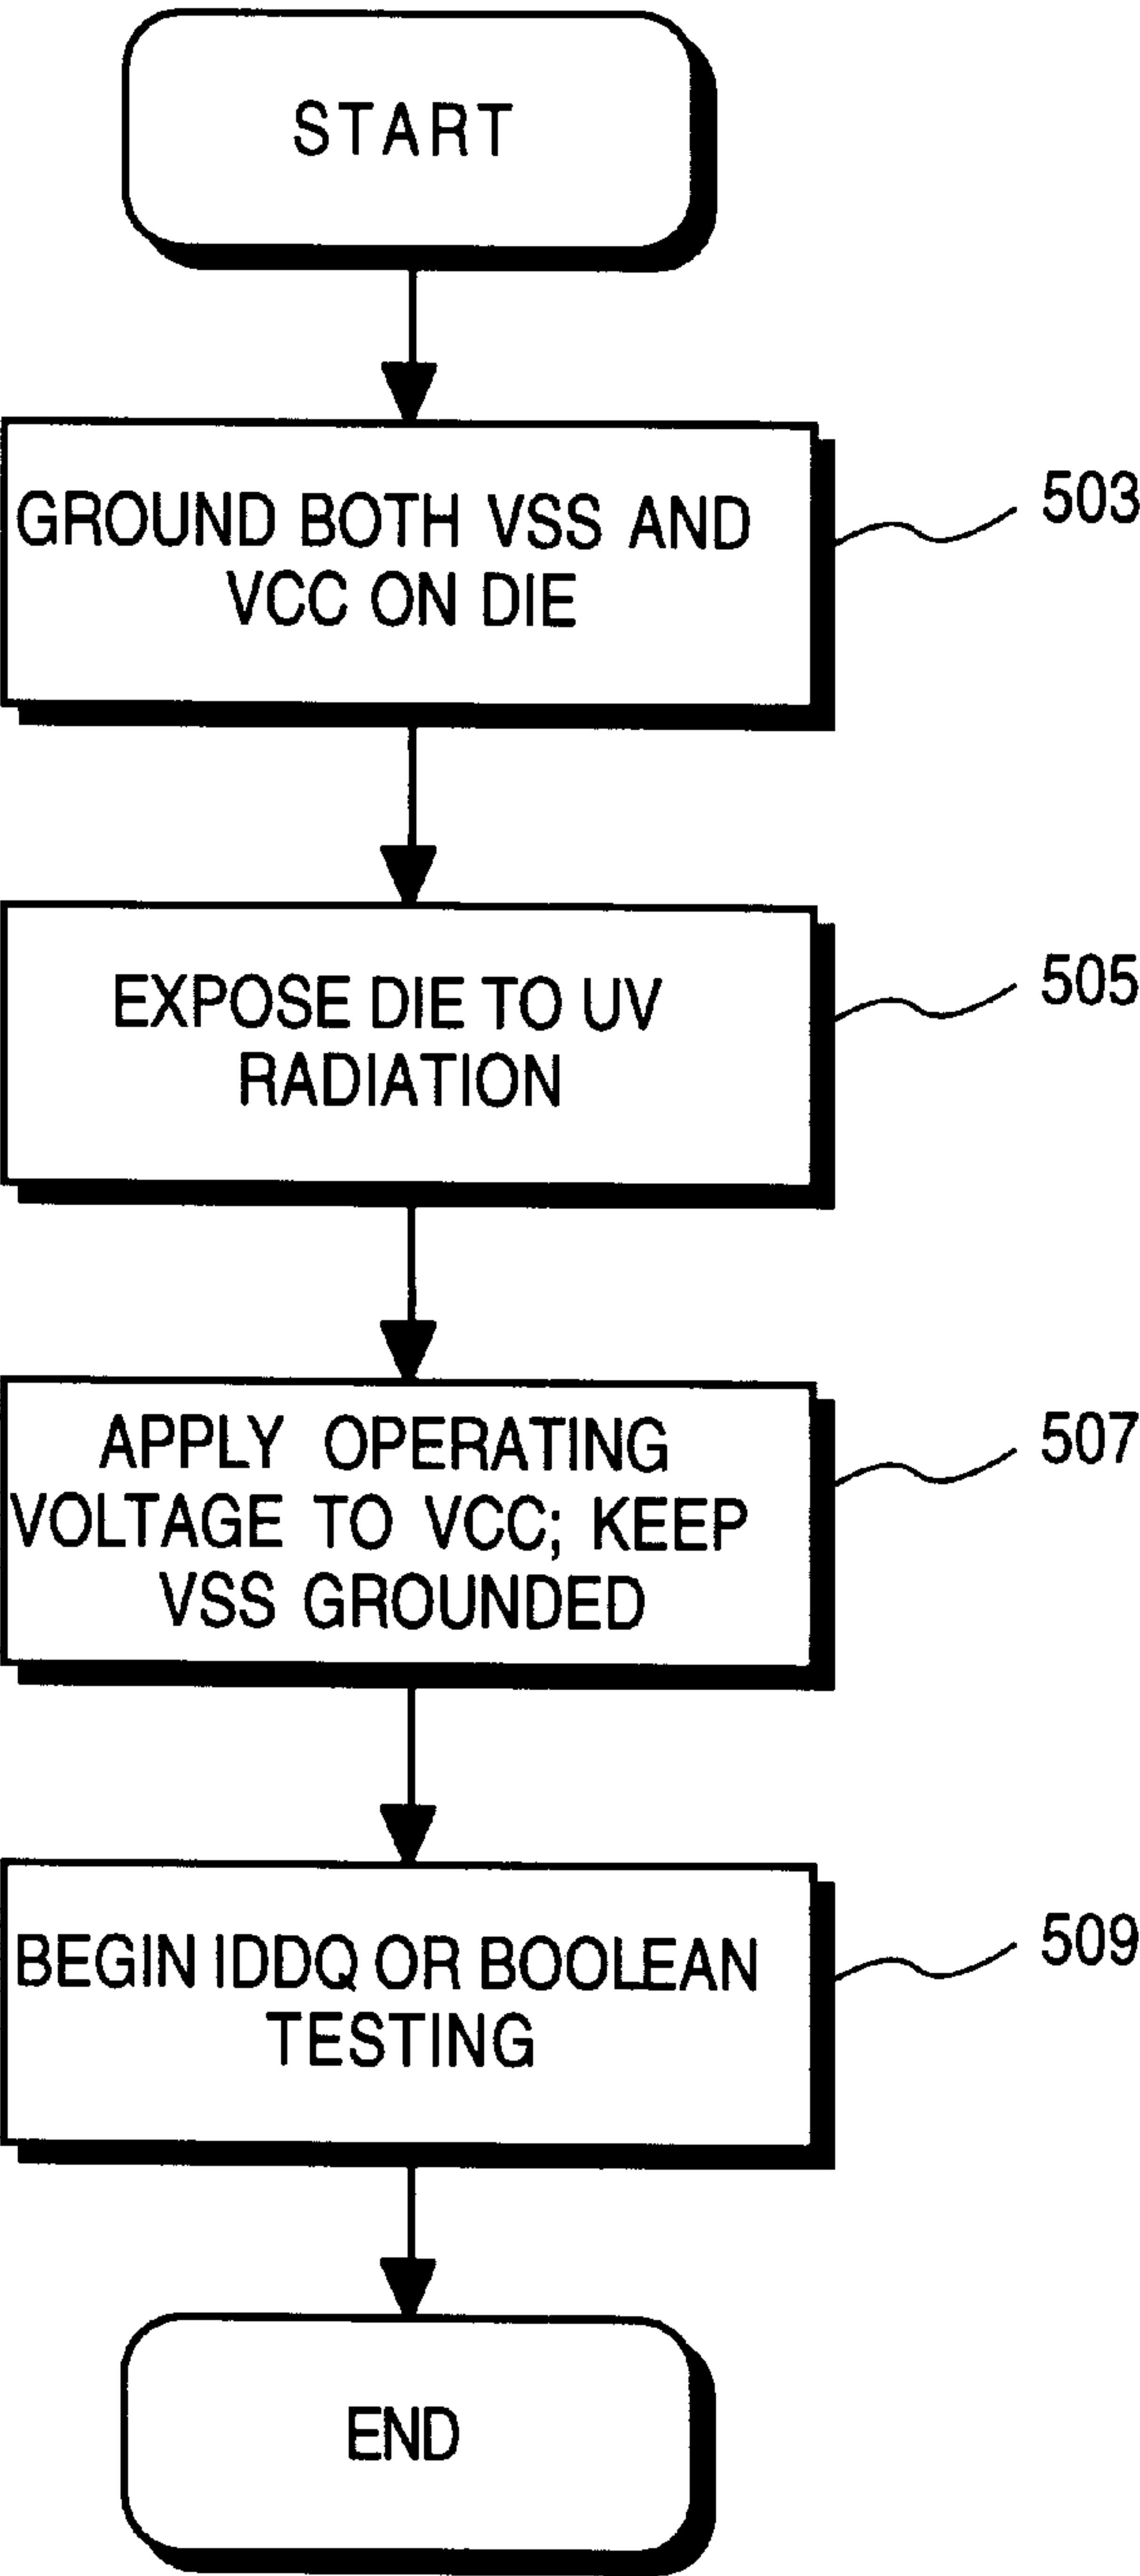 START
GROUND BOTH VSS AND
VCC ON DIE
503
EXPOSE DIE TO UV
RADIATION
505
APPLY OPERATING
VOLTAGE TO VCC; KEEP
VSS GROUNDED
507
BEGIN IDDQ OR BOOLEAN
TESTING
509
END